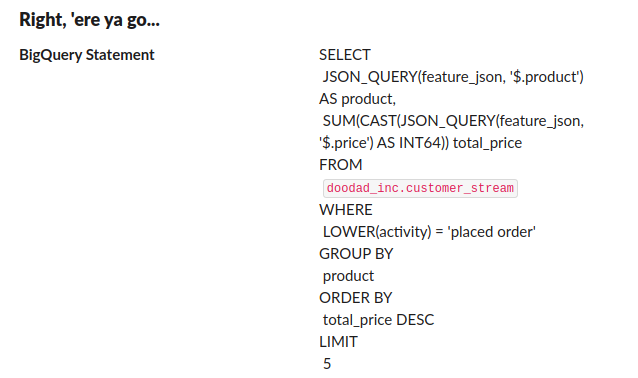 Right, 'ere ya go...
BigQuery Statement
SELECT
JSON_QUERY(feature_json, '$.product')
AS product,
SUM(CAST(JSON_QUERY(feature_json,
'$.price') AS INT64)) total_price
FROM
doodad_inc.customer_stream
WHERE
LOWER(activity) = 'placed order'
GROUP BY
product
ORDER BY
total_price DESC
LIMIT
5